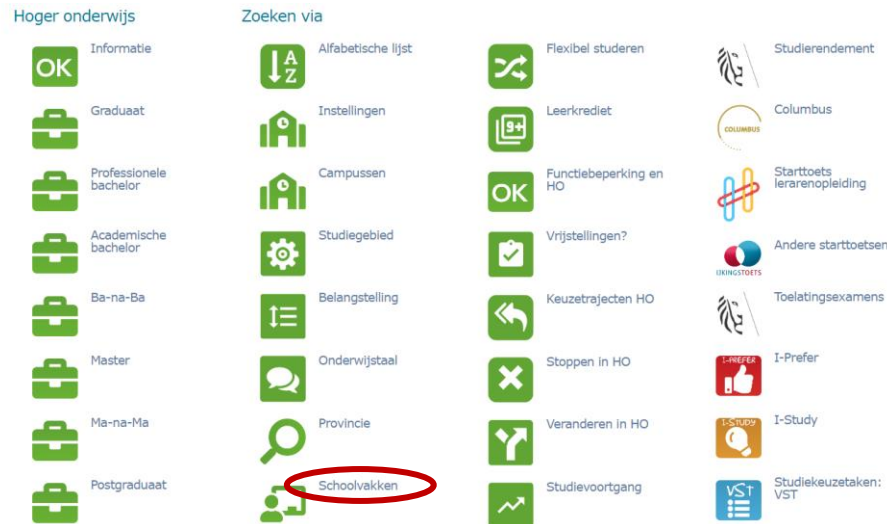 Hoger onderwijs
Zoeken via
OK
Informatie
Graduaat
Professionele
bachelor
Academische
bachelor
Ba-na-Ba
Master
Ma-na-Ma
Postgraduaat
A
Z
Alfabetische lijst
Instellingen
Campussen
Studiegebied
Belangstelling
Onderwijstaal
Provincie
Schoolvakken
Flexibel studeren
9+
Leerkrediet
OK
Functiebeperking en
HO
Vrijstellingen?
Keuzetrajecten HO
Stoppen in HO
Veranderen in HO
Studievoortgang
Studierendement
COLUMBUS
Columbus
Starttoets
lerarenopleiding
IJKINGSTOETS
Andere starttoetsen
Toelatingsexamens
I-PREFER
I-Prefer
I-STUDY
I-Study
VST
Studiekeuzetaken:
VST